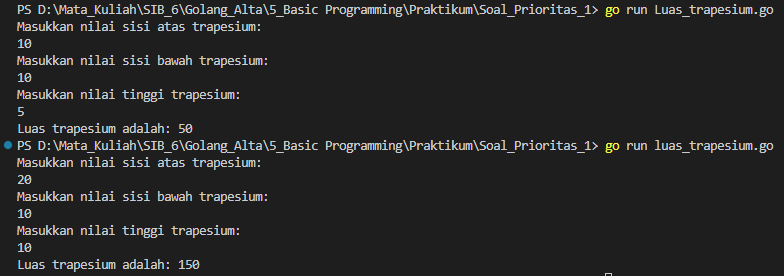 PS D:\Mata_Kuliah\SIB_6\Golang_Alta\5_Basic Programming\Praktikum\Soal_Prioritas_1> go run Luas_trapesium.go
Masukkan nilai sisi atas trapesium:
10
Masukkan nilai sisi bawah trapesium:
10
Masukkan nilai tinggi trapesium:
5
Luas trapesium adalah: 50
PS D:\Mata_Kuliah\SIB_6\Golang_Alta\5_Basic Programming\Praktikum\Soal_Prioritas_1> go run luas_trapesium.go
Masukkan nilai sisi atas trapesium:
20
Masukkan nilai sisi bawah trapesium:
10
Masukkan nilai tinggi trapesium:
10
Luas trapesium adalah: 150